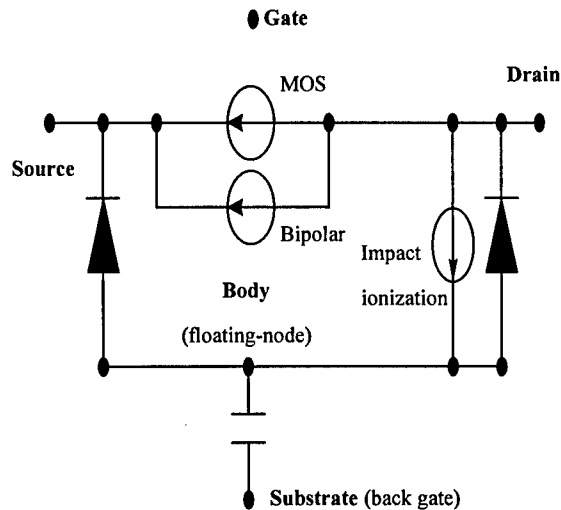 Gate
MOS
Drain
Source
Bipolar
Impact
ionization
Body
(floating-node)
Substrate (back gate)